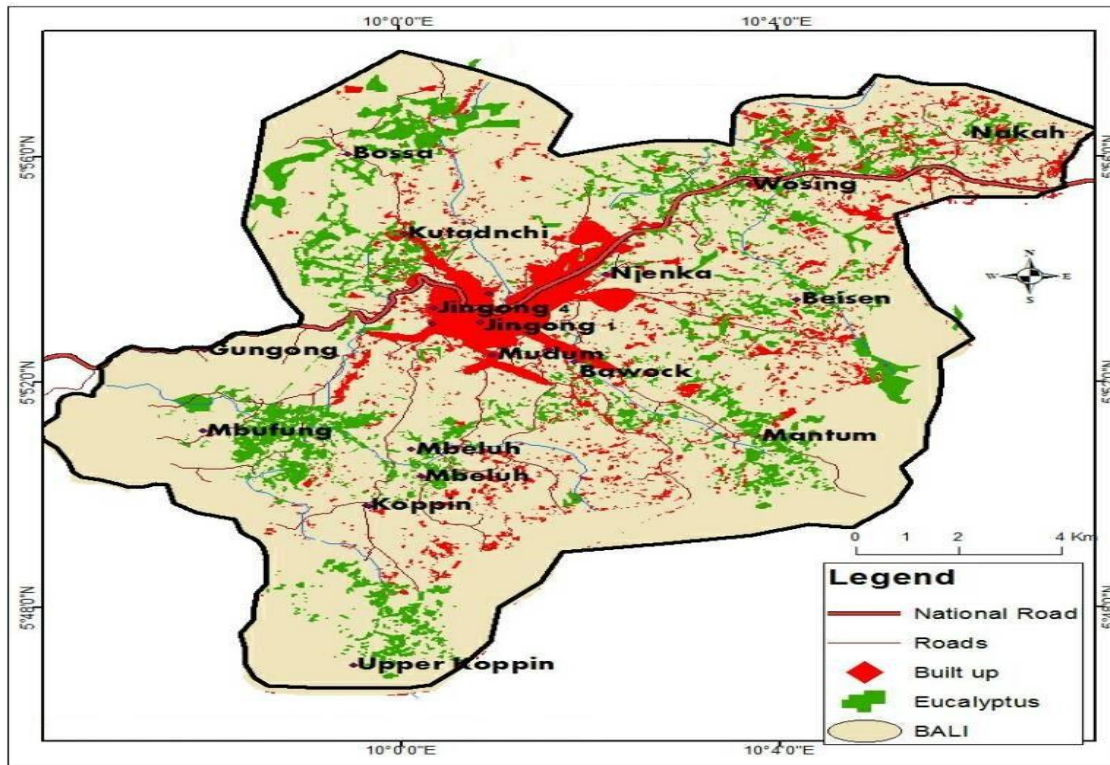 10°0'0"E
10°4'0"E
Nakah
Bossa
5°56'0"N
Wosing
Kutadnchi
N
W E
S
Njenka
Beisen
Jingong 4
Jingong 1
Gungong
Mudum
Bawock
5°52'0"N
Mbufung
Mantum
Mbeluh
Mbeluh
Koppin
0 1 2 4 Km
Legend
National Road
5°48'0"N
Roads
Upper Koppin
Built up
Eucalyptus
BALI
10°0'0"E
10°4'0"E